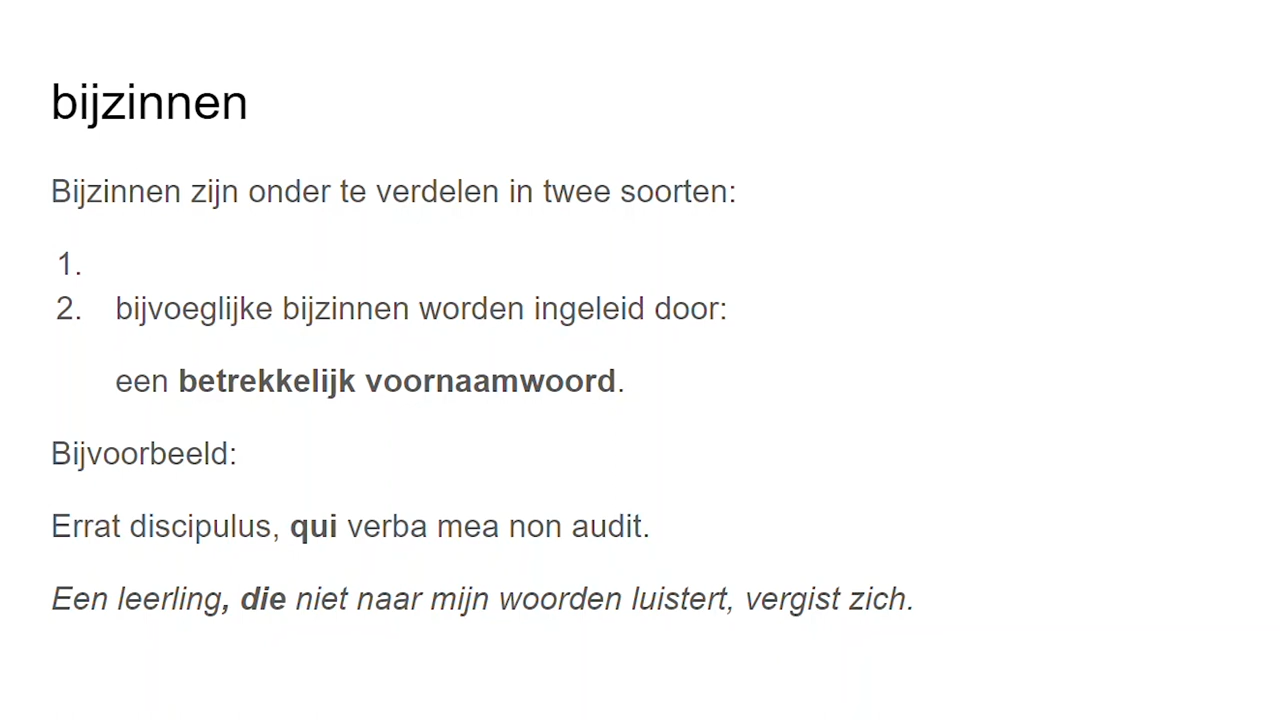 bijzinnen
Bijzinnen zijn onder te verdelen in twee soorten:
1.
2. bijvoeglijke bijzinnen worden ingeleid door:
een betrekkelijk voornaamwoord.
Bijvoorbeeld:
Errat discipulus, qui verba mea non audit.
Een leerling, die niet naar mijn woorden luistert, vergist zich.